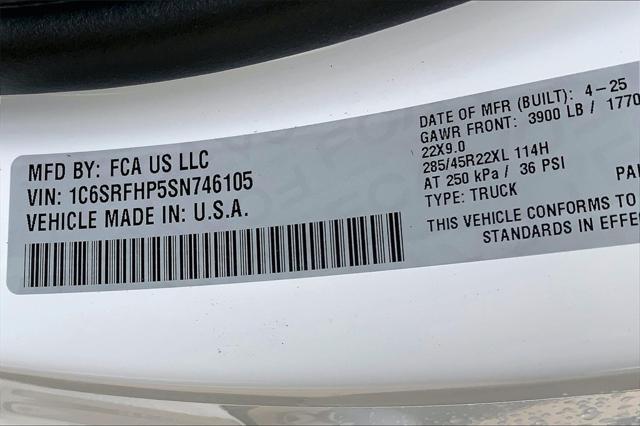 MFD BY: FCA US LLC
VIN: 1C6SRFHP5SN746105
VEHICLE MADE IN: U.S.A.
DATE OF MFR (BUILT): 4-25
GAWR FRONT: 3900 LB / 1770
22X9.0
285/45R22XL 114H
AT 250 kPa / 36 PSI
TYPE: TRUCK
THIS VEHICLE CONFORMS TO
STANDARDS IN EFFE